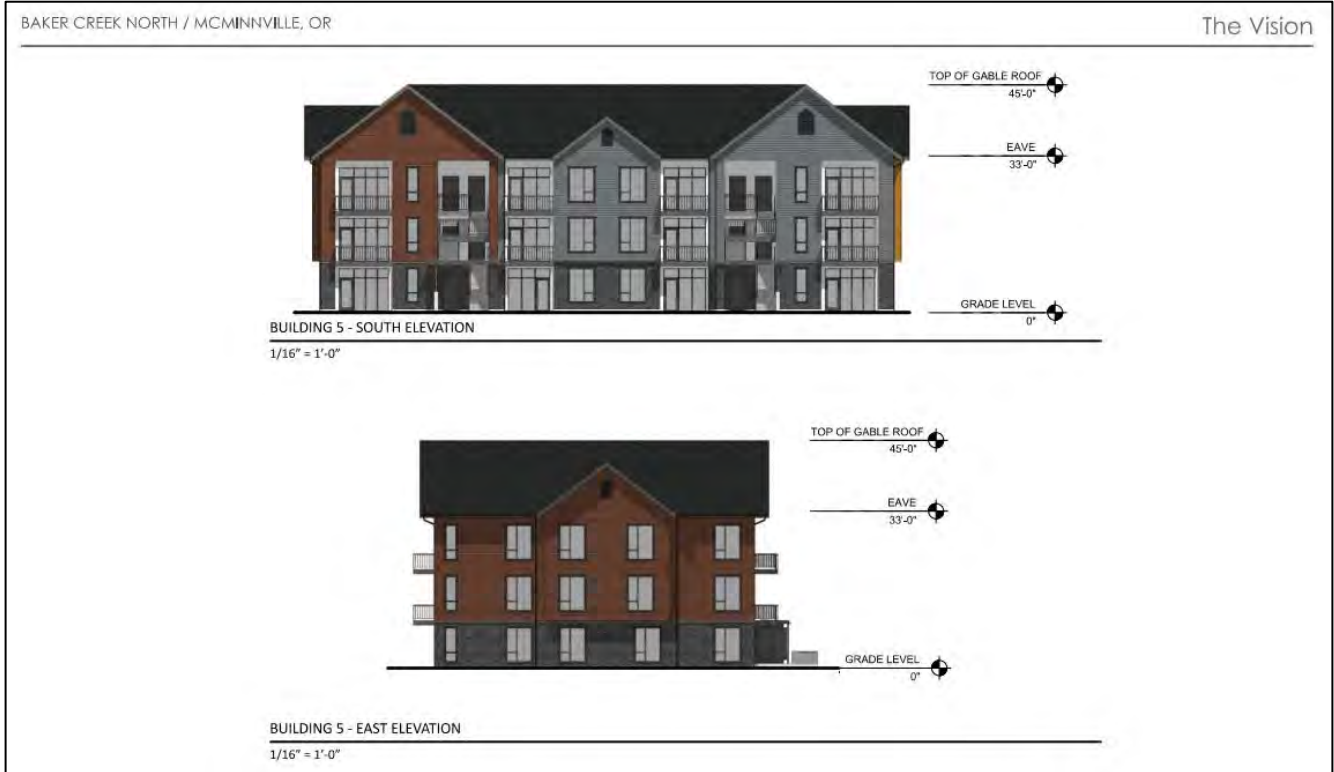 BAKER CREEK NORTH / MCMINNVILLE, OR
The Vision
TOP OF GABLE ROOF
45'-0"
EAVE
33'-0"
GRADE LEVEL
0"
BUILDING 5 - SOUTH ELEVATION
1/16" = 1'-0"
TOP OF GABLE ROOF
45'-0"
EAVE
33'-0"
GRADE LEVEL
0"
BUILDING 5 - EAST ELEVATION
1/16" = 1'-0"